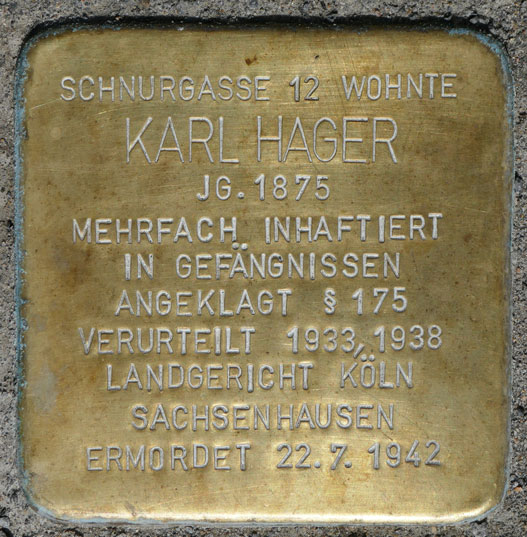 SCHNURGASSE 12 WOHNTE
KARL HAGER
JG. 1875
MEHRFACH INHAFTIERT
IN GEFÄNGNISSEN
ANGEKLAGT § 175
VERURTEILT 1933,1938
LANDGERICHT KÖLN
SACHSENHAUSEN
ERMORDET 22.7. 1942